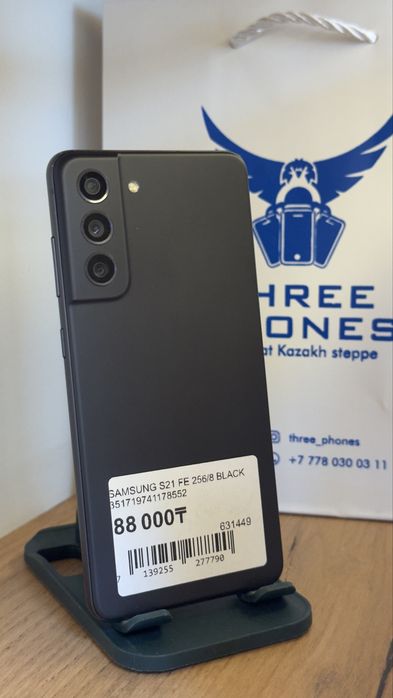 HREE
HONES
at Kazakh steppe
three_phones
+7 778 030 03 11
SAMSUNG S21 FE 256/8 BLACK
351719741178552
88 000₸
631449
7 139255 277790